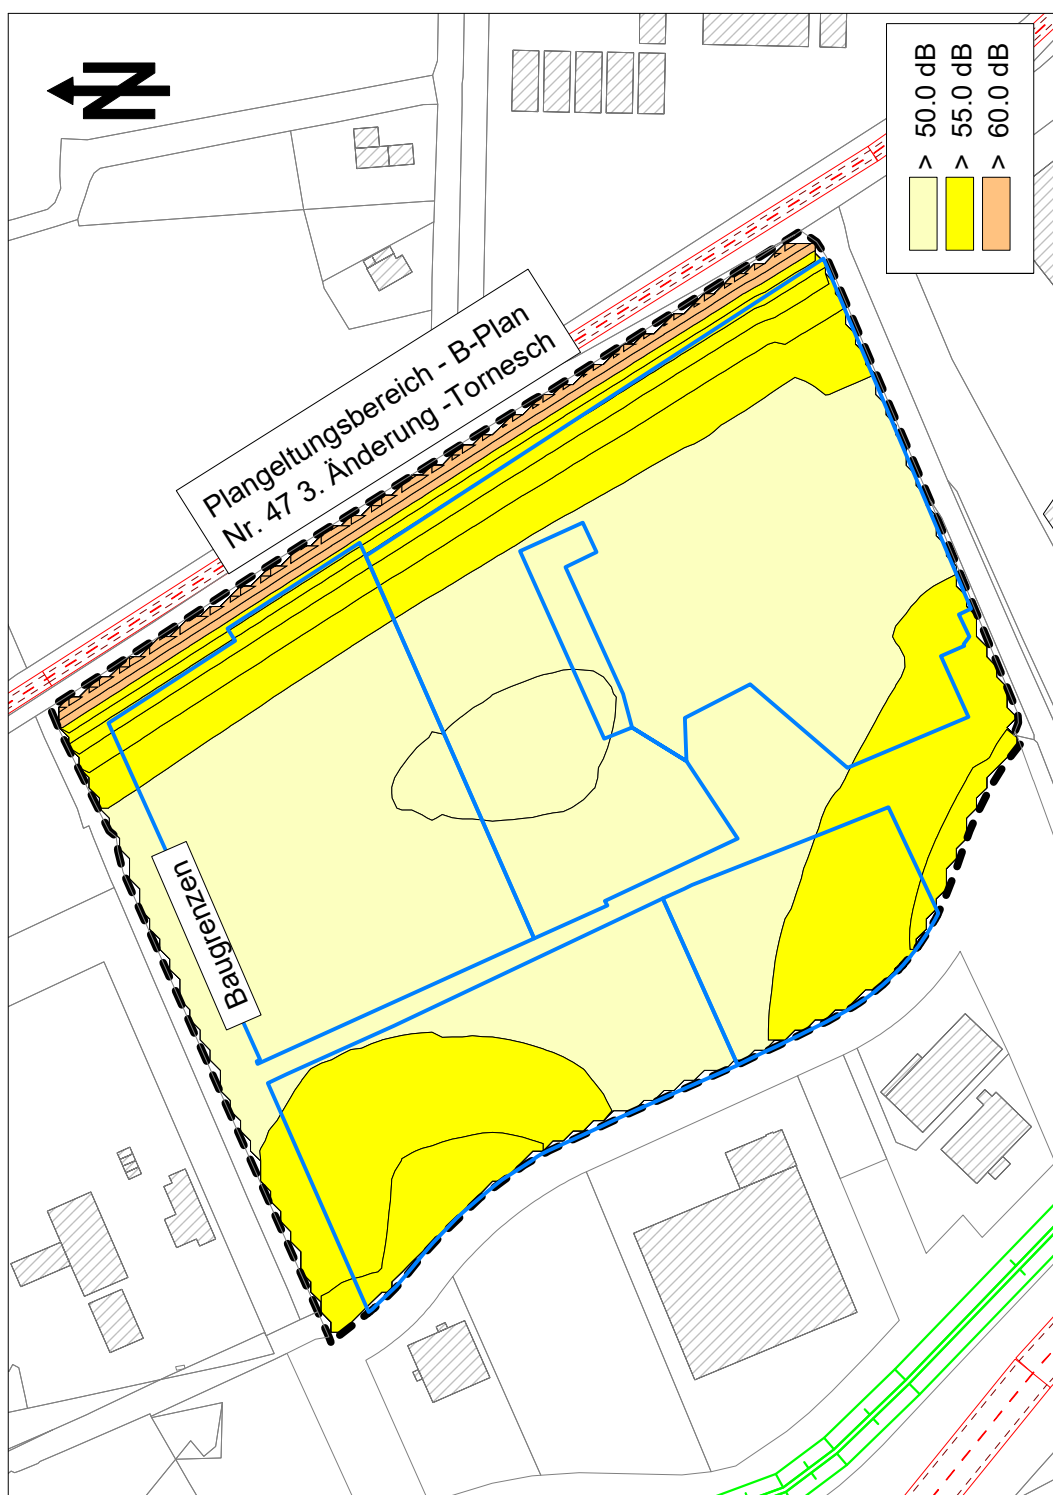 N
> 50.0 dB
> 55.0 dB
> 60.0 dB
Plangeltungsbereich - B-Plan
Nr. 47 3. Änderung -Tornesch
Baugrenzen